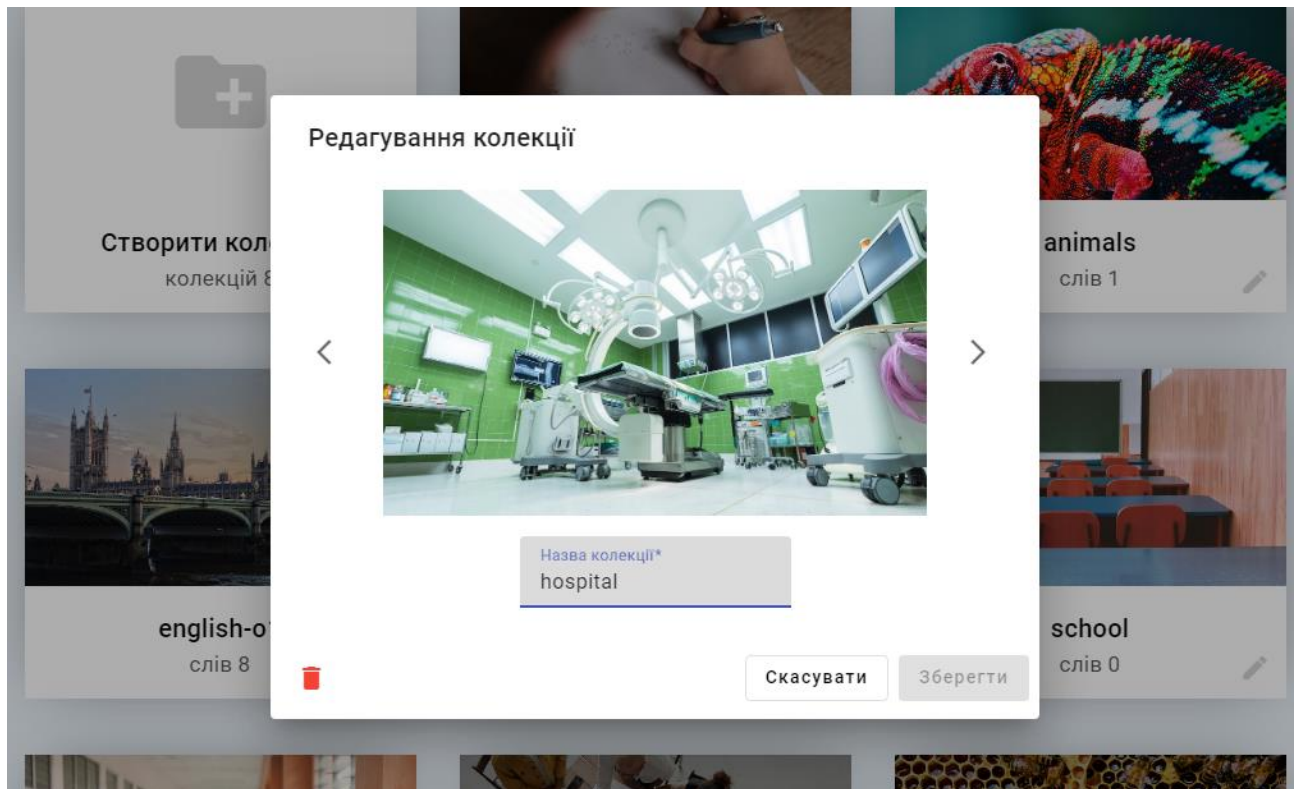 Редагування колекції
Створити кол
колекцій 8
animals
слів 1
Назва колекції*
hospital
english-o
слів 8
school
слів 0
Скасувати
Зберегти